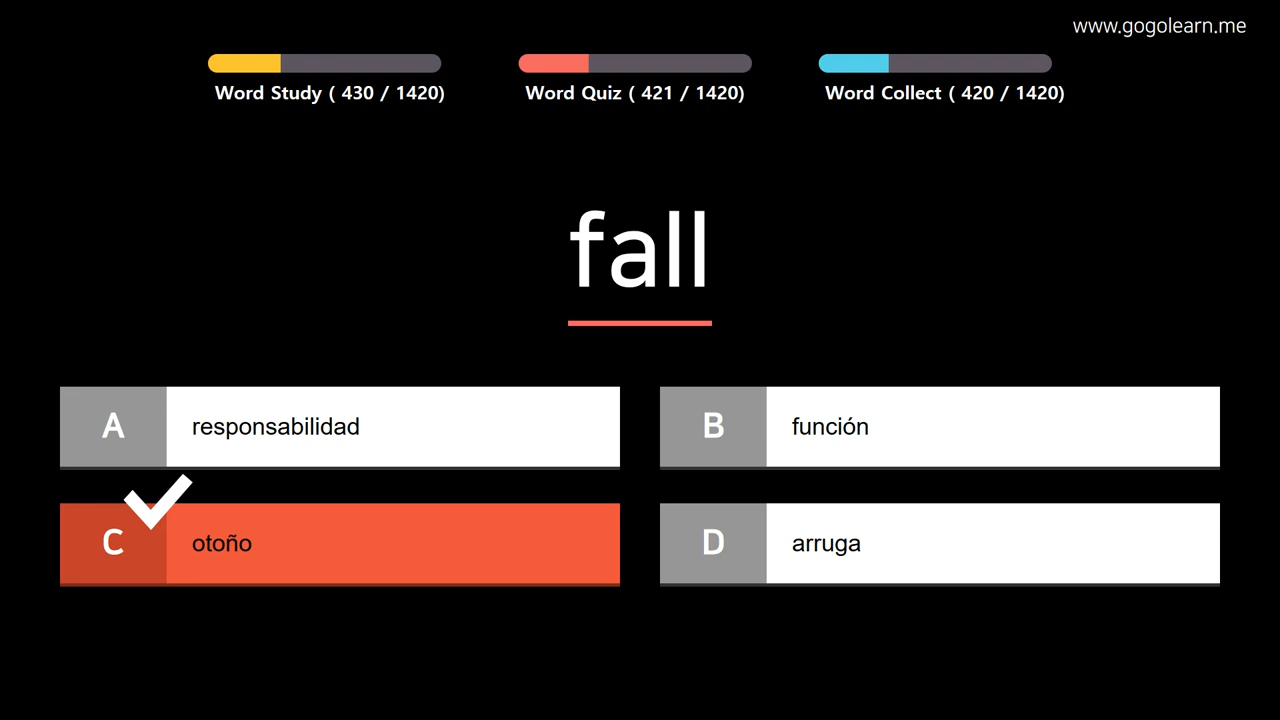 www.gogolearn.me
Word Study ( 430 / 1420)
Word Quiz ( 421 / 1420)
Word Collect ( 420 / 1420)
fall
A responsabilidad
B función
C otoño
D arruga